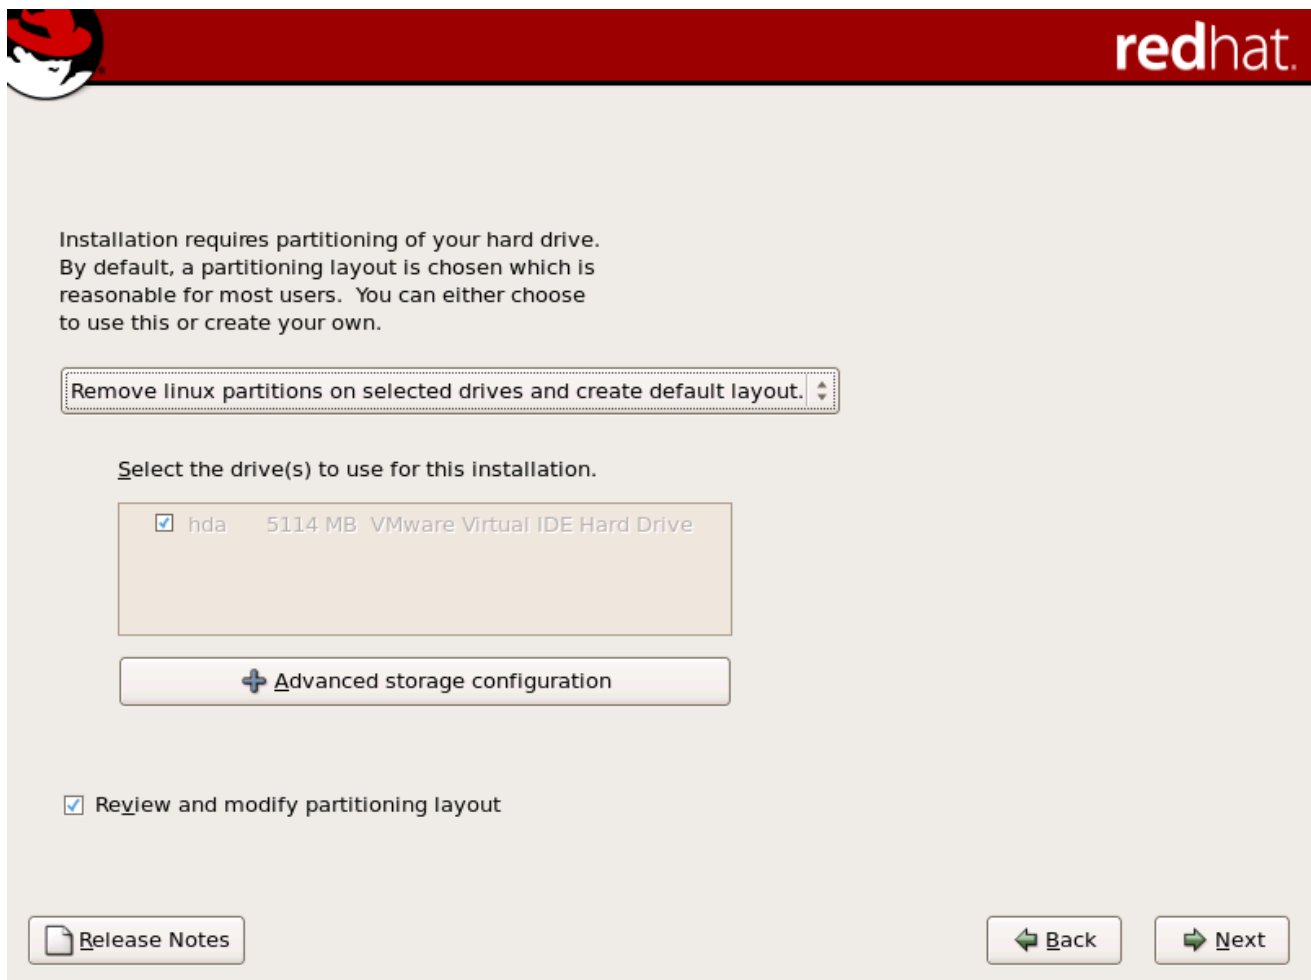 redhat.
Installation requires partitioning of your hard drive.
By default, a partitioning layout is chosen which is
reasonable for most users.  You can either choose
to use this or create your own.
Remove linux partitions on selected drives and create default layout.
Select the drive(s) to use for this installation.
hda 5114 MB VMware Virtual IDE Hard Drive
Advanced storage configuration
Review and modify partitioning layout
Release Notes Back Next